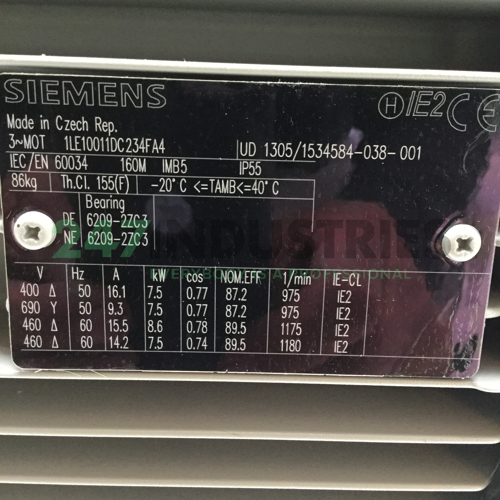 SIEMENS
H IE2 CE
Made in Czech Rep.
3~MOT 1LE10011DC234FA4 UD 1305/1534584-038-001
IEC/EN 60034 160M IMB5 IP55
86kg Th.Cl. 155(F) -20°C <=TAMB<=40°C
Bearing
DE 6209-2ZC3
NE 6209-2ZC3
247 INDUSTRIES
V Hz A kW cos NOM.EFF. 1/min IE-CL
400 Δ 50 16.1 7.5 0.77 87.2 975 IE2
690 Y 50 9.3 7.5 0.77 87.2 975 IE2
460 Δ 60 15.5 8.6 0.78 89.5 1175 IE2
460 Δ 60 14.2 7.5 0.74 89.5 1180 IE2